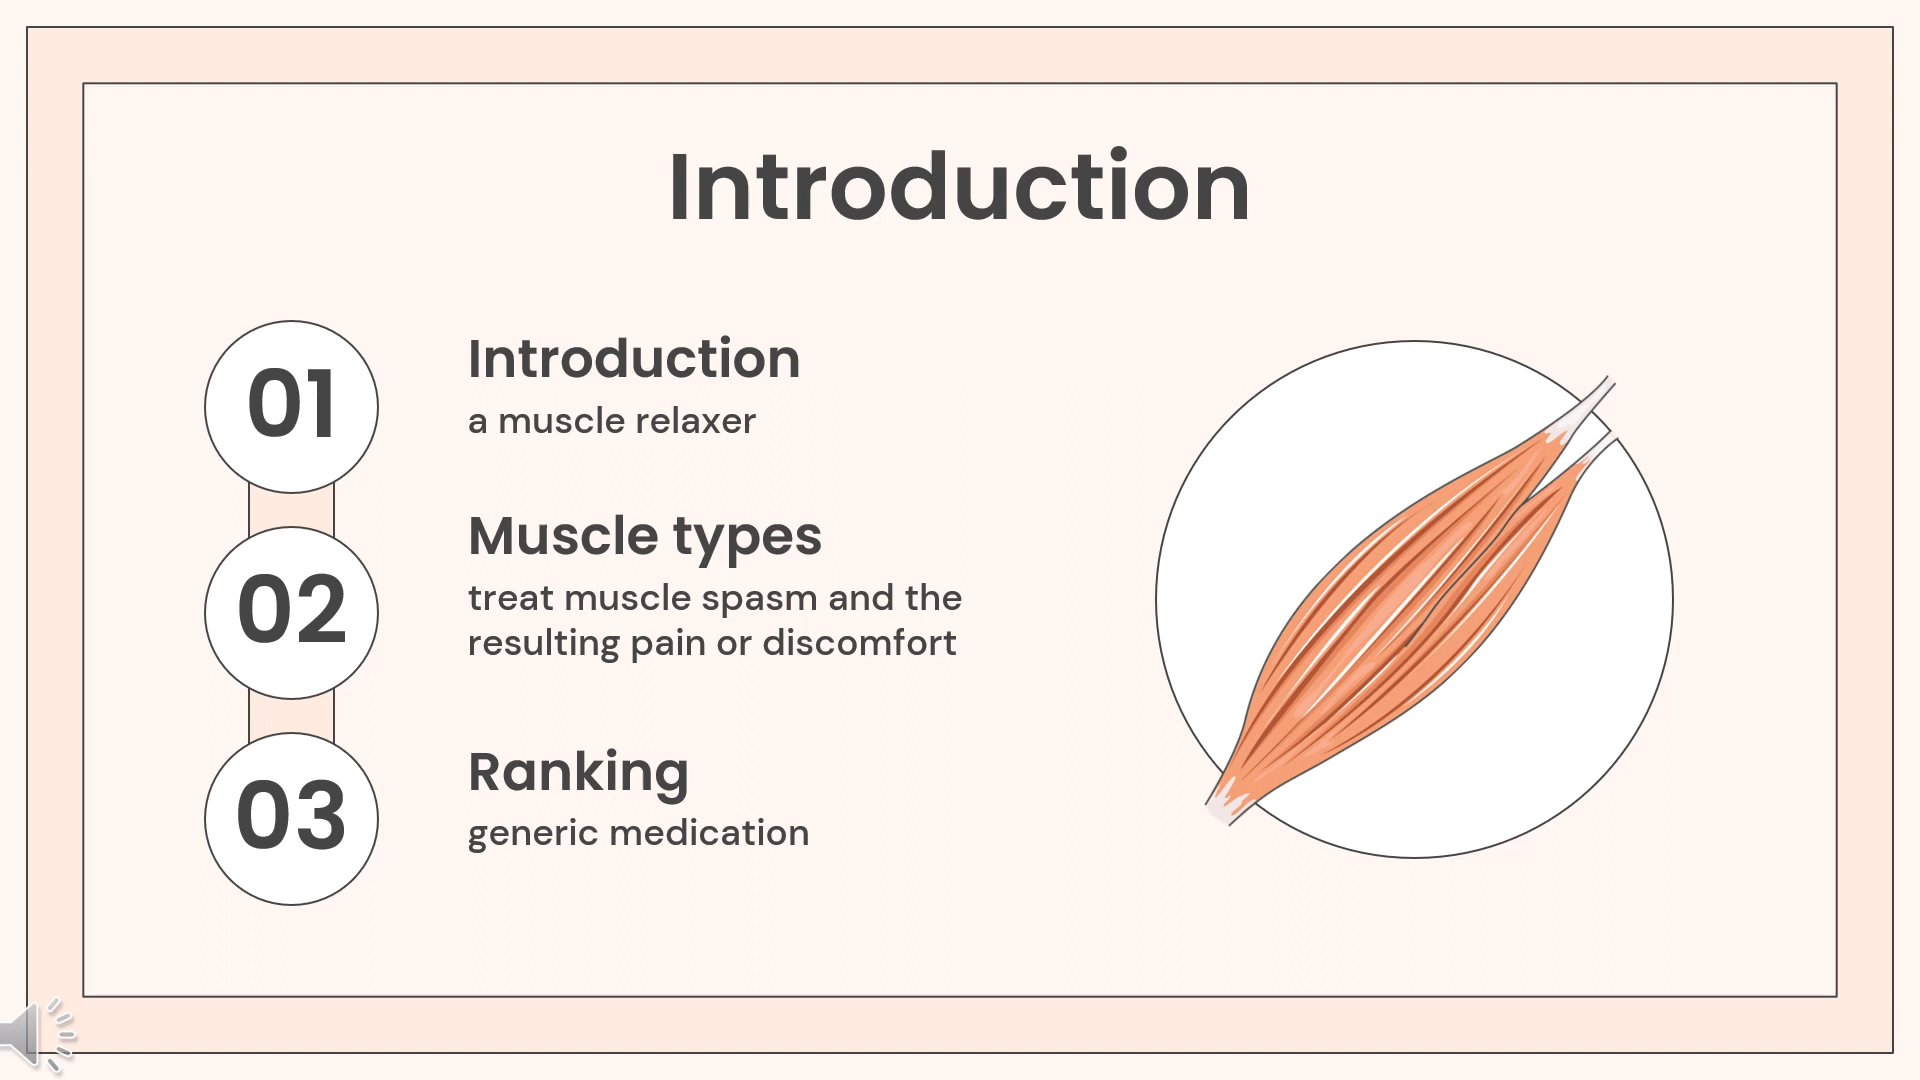 Introduction
01
Introduction
a muscle relaxer
02
Muscle types
treat muscle spasm and the
resulting pain or discomfort
03
Ranking
generic medication